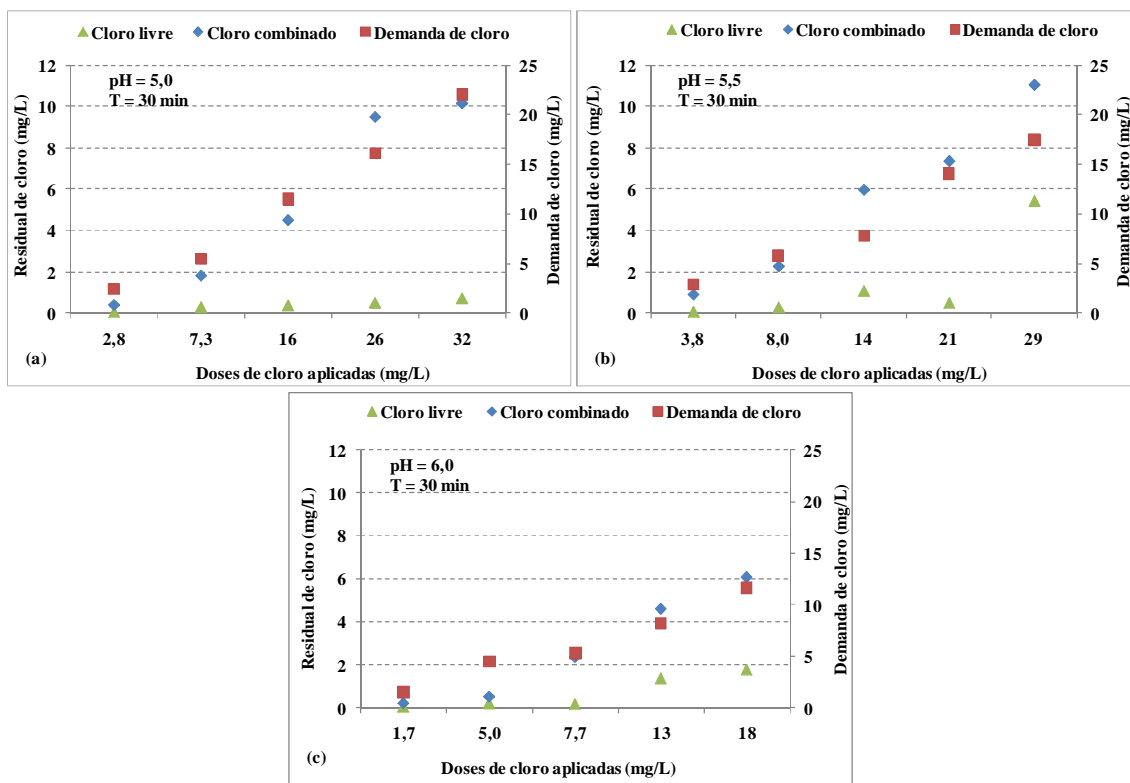 Cloro livre Cloro combinado Demanda de cloro
pH = 5,0
T = 30 min
Residual de cloro (mg/L)
12
10
8
6
4
2
0
Demanda de cloro (mg/L)
25
20
15
10
5
0
2,8 7,3 16 26 32
(a)
Doses de cloro aplicadas (mg/L)
Cloro livre Cloro combinado Demanda de cloro
pH = 5,5
T = 30 min
Residual de cloro (mg/L)
12
10
8
6
4
2
0
Demanda de cloro (mg/L)
25
20
15
10
5
0
3,8 8,0 14 21 29
(b)
Doses de cloro aplicadas (mg/L)
Cloro livre Cloro combinado Demanda de cloro
pH = 6,0
T = 30 min
Residual de cloro (mg/L)
12
10
8
6
4
2
0
Demanda de cloro (mg/L)
25
20
15
10
5
0
1,7 5,0 7,7 13 18
(c)
Doses de cloro aplicadas (mg/L)